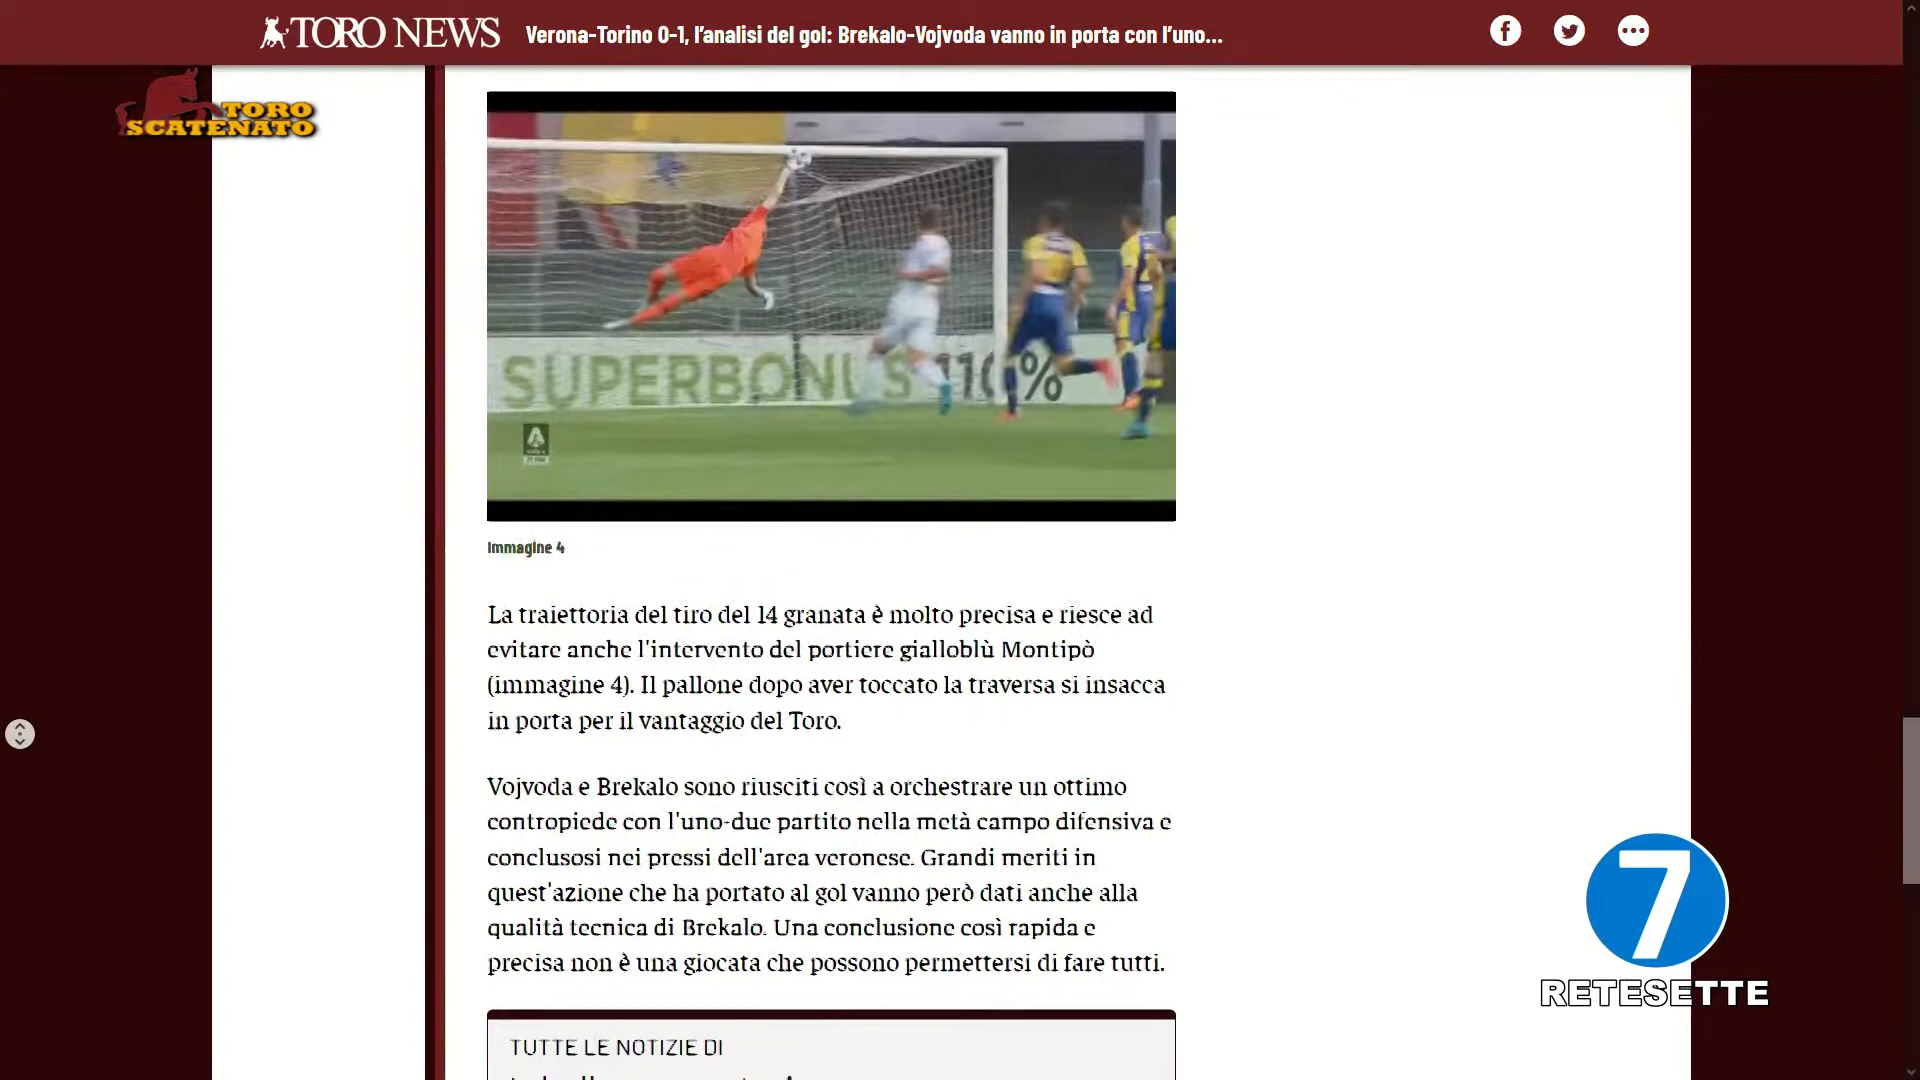 TORO NEWS
Verona-Torino 0-1, l'analisi del gol: Brekalo-Vojvoda vanno in porta con l'uno...
TORO
SCATENATO
SUPERBONUS 110%
Immagine 4
La traiettoria del tiro del 14 granata è molto precisa e riesce ad
evitare anche l'intervento del portiere gialloblù Montipò
(immagine 4). Il pallone dopo aver toccato la traversa si insacca
in porta per il vantaggio del Toro.
Vojvoda e Brekalo sono riusciti così a orchestrare un ottimo
contropiede con l'uno-due partito nella metà campo difensiva e
conclusosi nei pressi dell'area veronese. Grandi meriti in
quest'azione che ha portato al gol vanno però dati anche alla
qualità tecnica di Brekalo. Una conclusione così rapida e
precisa non è una giocata che possono permettersi di fare tutti.
7
RETESETTE
TUTTE LE NOTIZIE DI